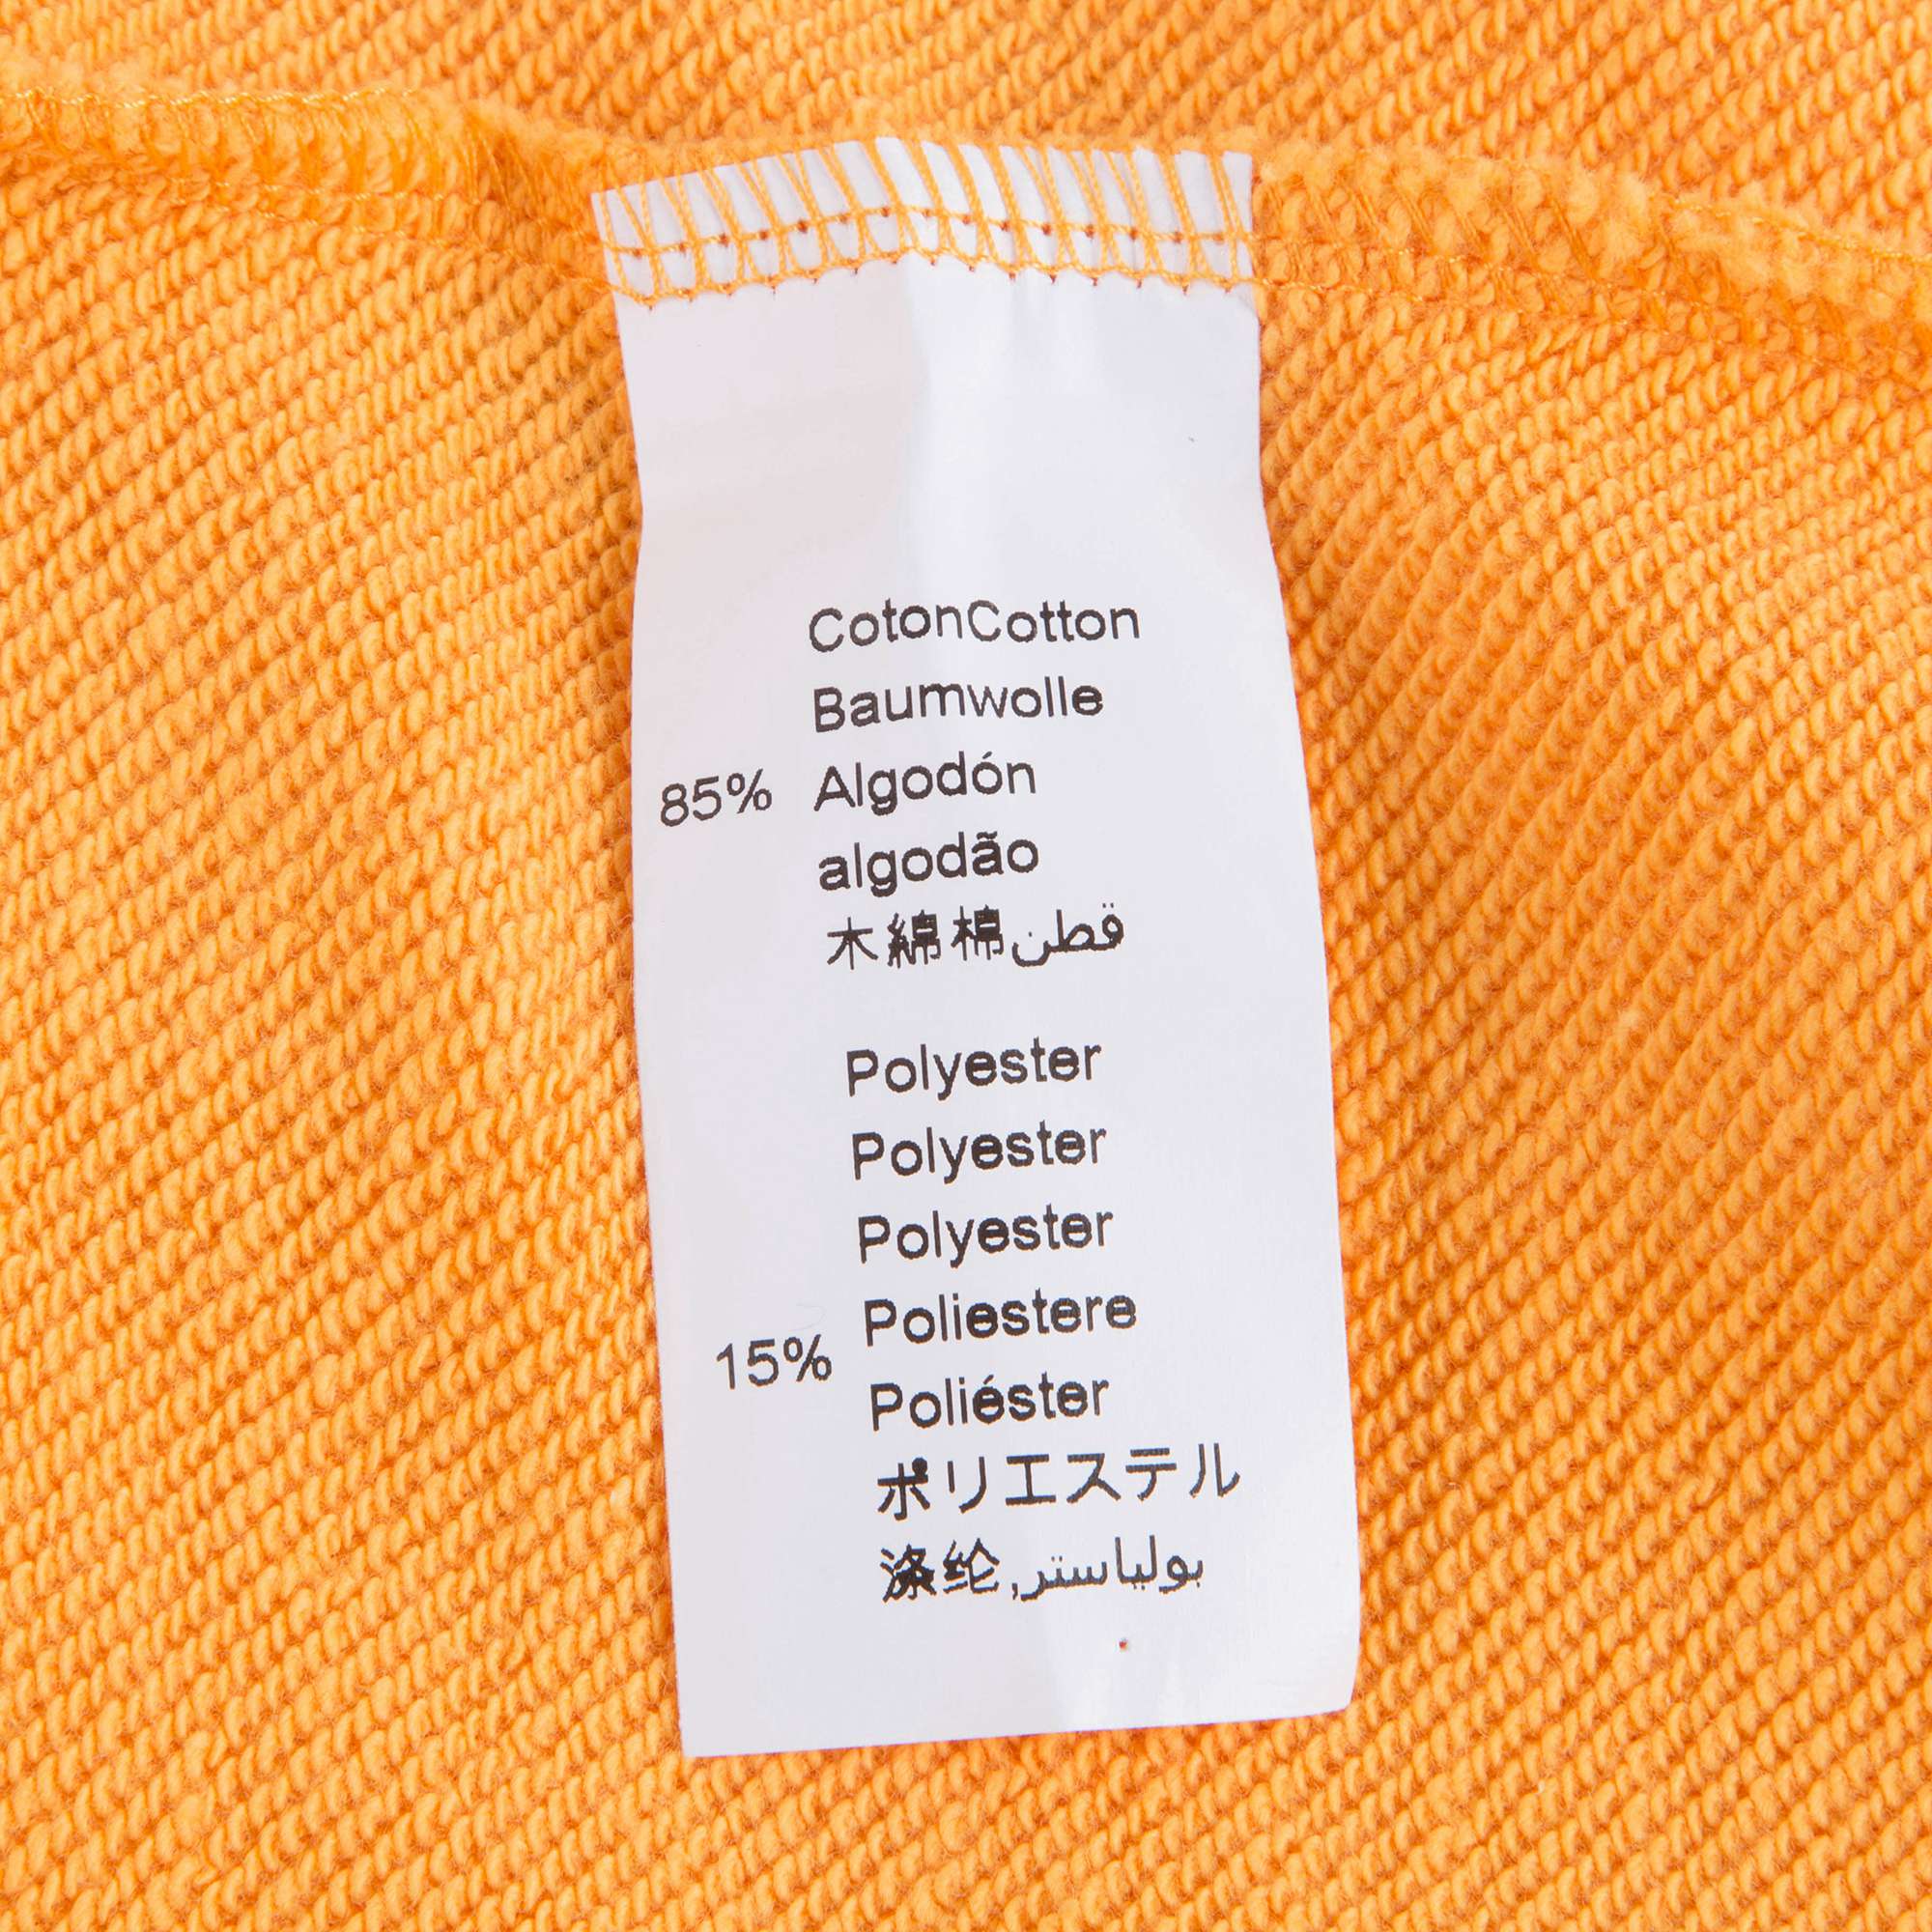 CotonCotton
Baumwolle
85% Algodón
algodão
木綿棉قطن
Polyester
Polyester
Polyester
Poliestere
15%
Poliéster
ポリエステル
涤纶,بولياستر